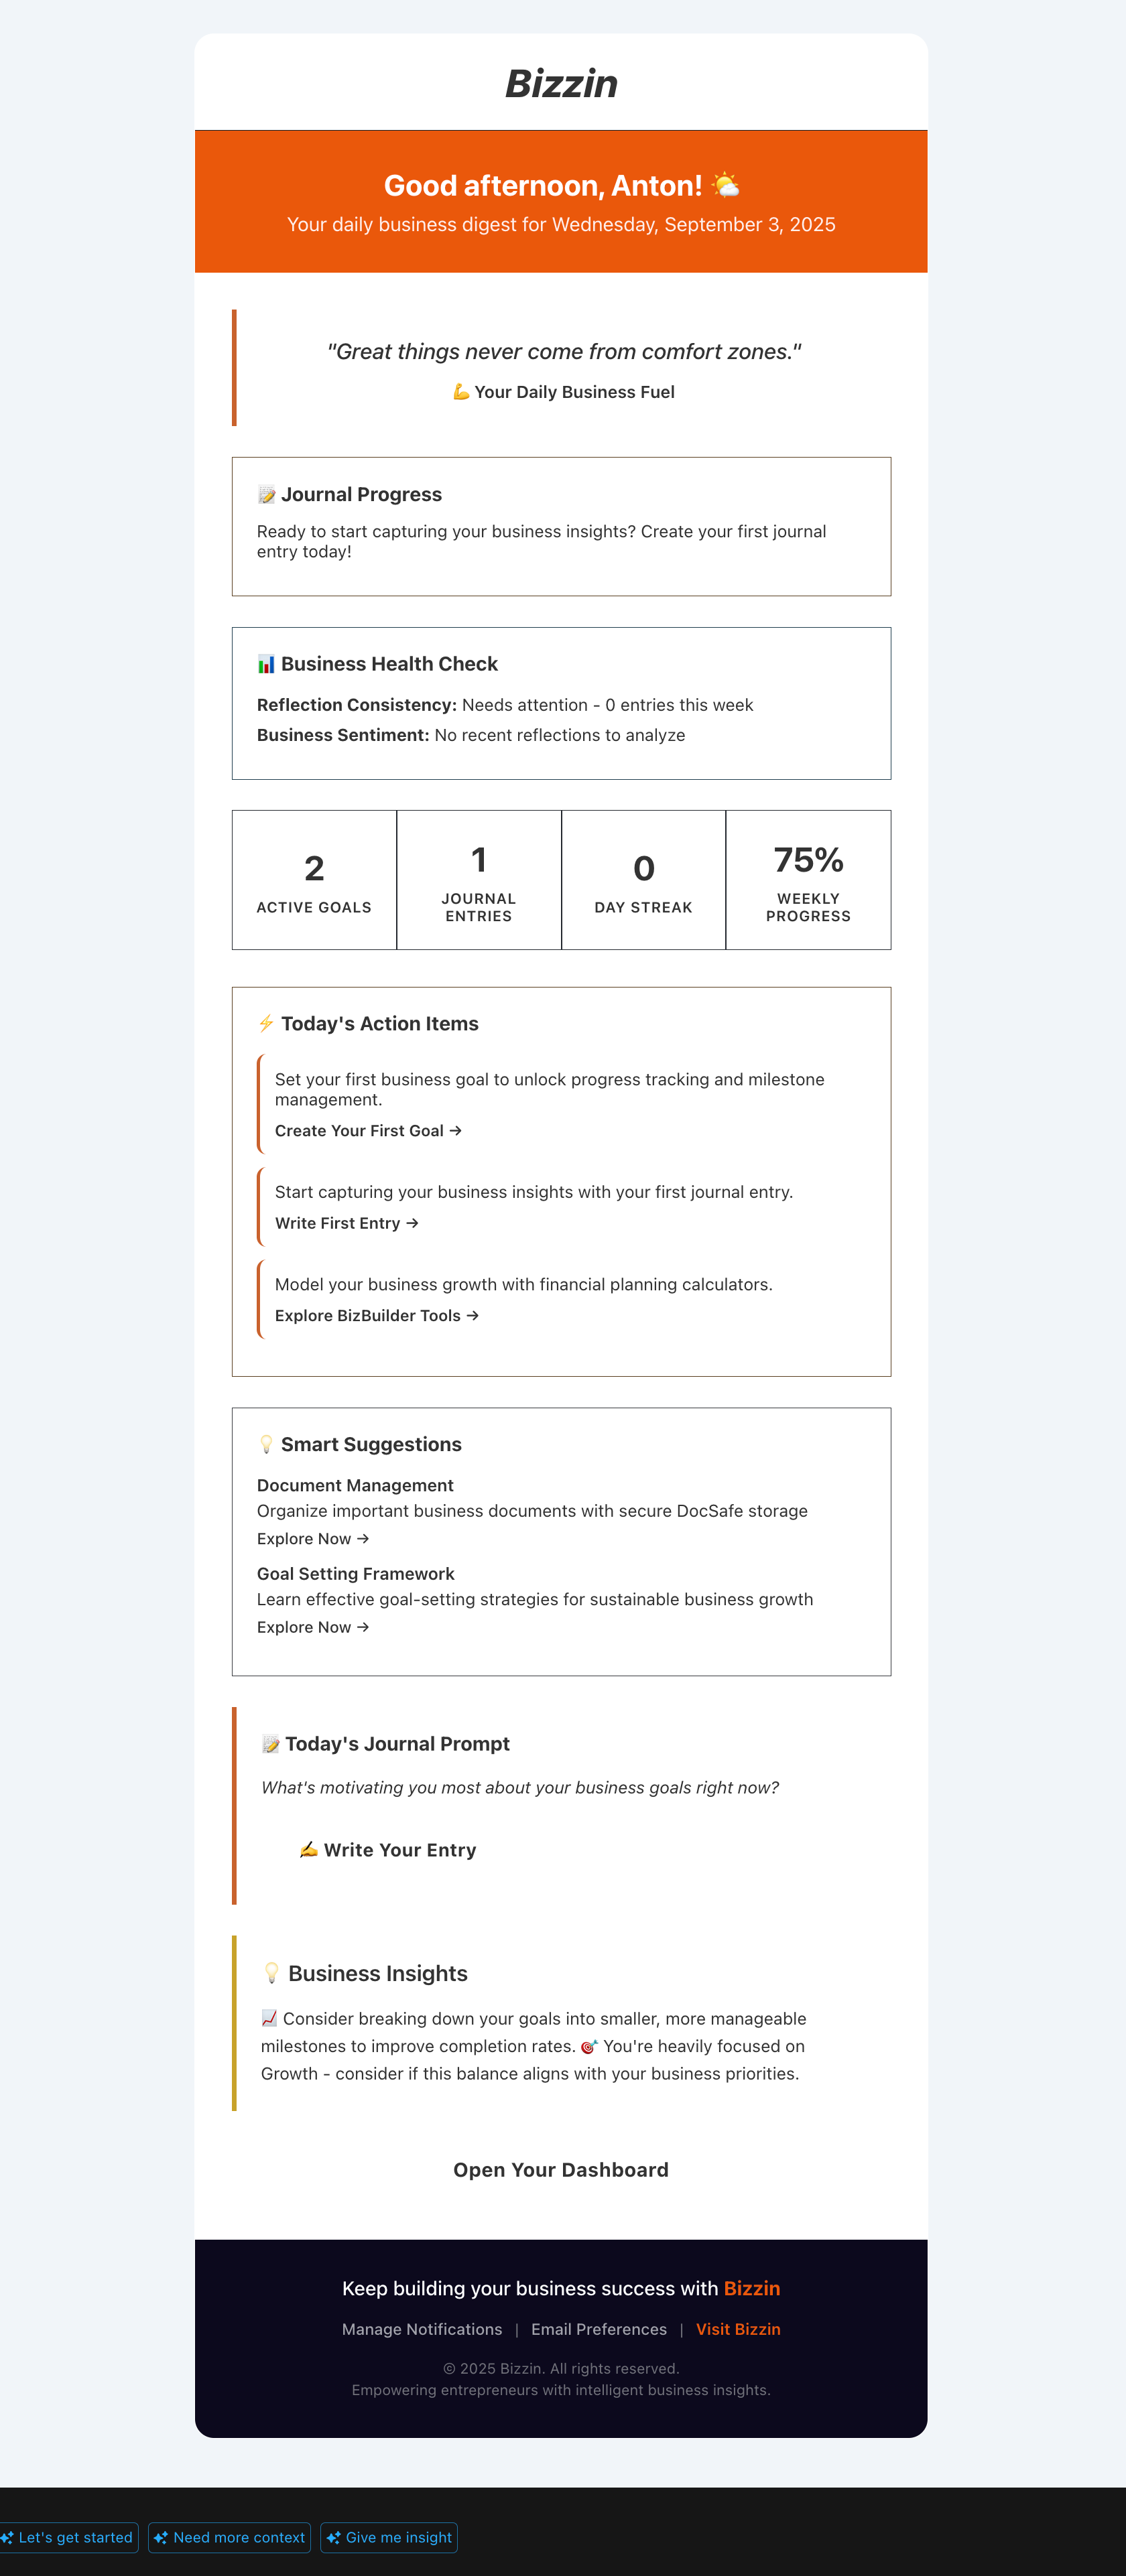 Bizzin
Good afternoon, Anton! 🌤️
Your daily business digest for Wednesday, September 3, 2025
"Great things never come from comfort zones."
💪 Your Daily Business Fuel
📝 Journal Progress
Ready to start capturing your business insights? Create your first journal
entry today!
📊 Business Health Check
Reflection Consistency: Needs attention - 0 entries this week
Business Sentiment: No recent reflections to analyze
2
ACTIVE GOALS
1
JOURNAL
ENTRIES
0
DAY STREAK
75%
WEEKLY
PROGRESS
⚡ Today's Action Items
Set your first business goal to unlock progress tracking and milestone
management.
Create Your First Goal →
Start capturing your business insights with your first journal entry.
Write First Entry →
Model your business growth with financial planning calculators.
Explore BizBuilder Tools →
💡 Smart Suggestions
Document Management
Organize important business documents with secure DocSafe storage
Explore Now →
Goal Setting Framework
Learn effective goal-setting strategies for sustainable business growth
Explore Now →
📝 Today's Journal Prompt
What's motivating you most about your business goals right now?
✍️ Write Your Entry
💡 Business Insights
📈 Consider breaking down your goals into smaller, more manageable
milestones to improve completion rates. 🎯 You're heavily focused on
Growth - consider if this balance aligns with your business priorities.
Open Your Dashboard
Keep building your business success with Bizzin
Manage Notifications | Email Preferences | Visit Bizzin
© 2025 Bizzin. All rights reserved.
Empowering entrepreneurs with intelligent business insights.
Let's get started Need more context Give me insight